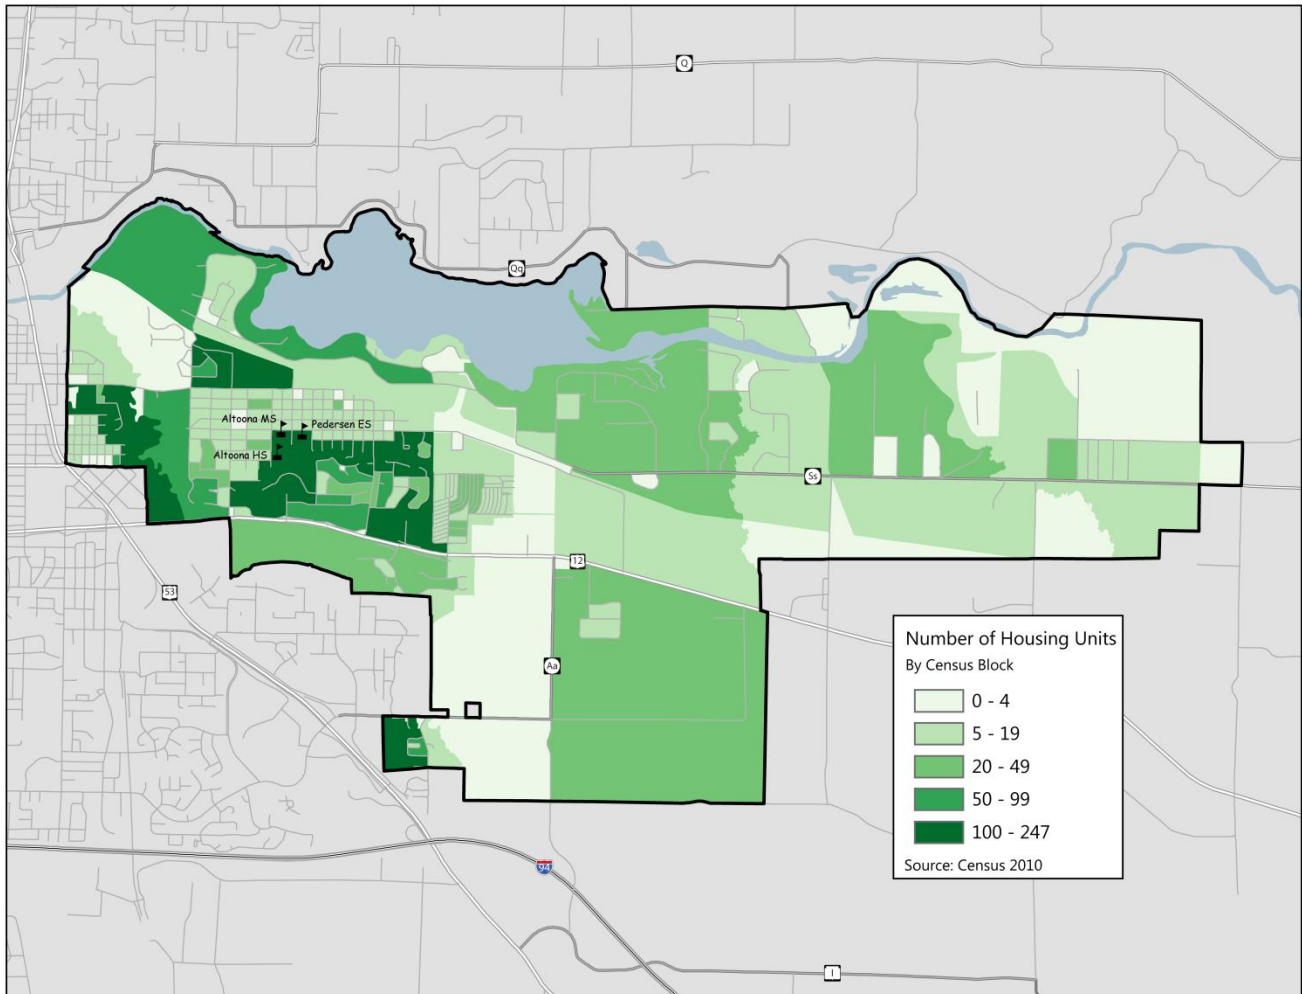 Q
Qq
Altoona MS
Pedersen ES
Altoona HS
Ss
12
53
Aa
94
I
Number of Housing Units
By Census Block
0 - 4
5 - 19
20 - 49
50 - 99
100 - 247
Source: Census 2010